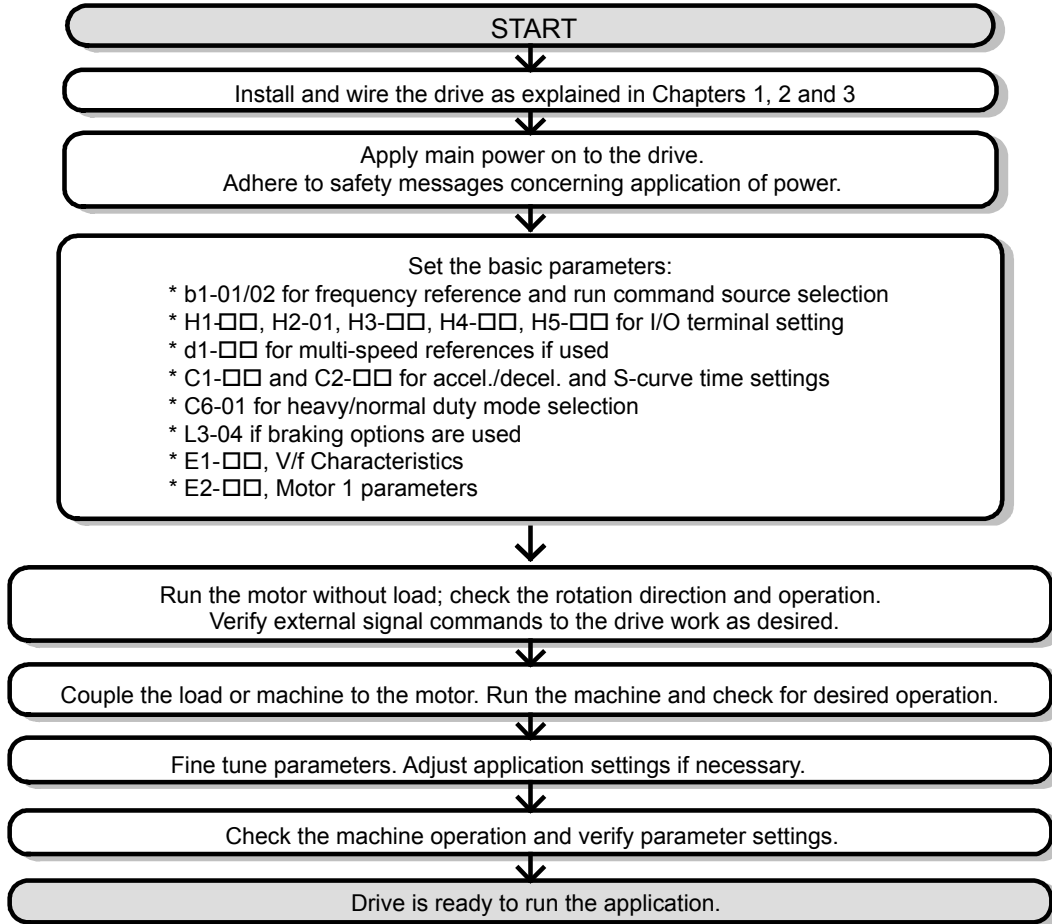 START
Install and wire the drive as explained in Chapters 1, 2 and 3
Apply main power on to the drive.
Adhere to safety messages concerning application of power.
Set the basic parameters:
* b1-01/02 for frequency reference and run command source selection
* H1-□□, H2-01, H3-□□, H4-□□, H5-□□ for I/O terminal setting
* d1-□□ for multi-speed references if used
* C1-□□ and C2-□□ for accel./decel. and S-curve time settings
* C6-01 for heavy/normal duty mode selection
* L3-04 if braking options are used
* E1-□□, V/f Characteristics
* E2-□□, Motor 1 parameters
Run the motor without load; check the rotation direction and operation.
Verify external signal commands to the drive work as desired.
Couple the load or machine to the motor. Run the machine and check for desired operation.
Fine tune parameters. Adjust application settings if necessary.
Check the machine operation and verify parameter settings.
Drive is ready to run the application.